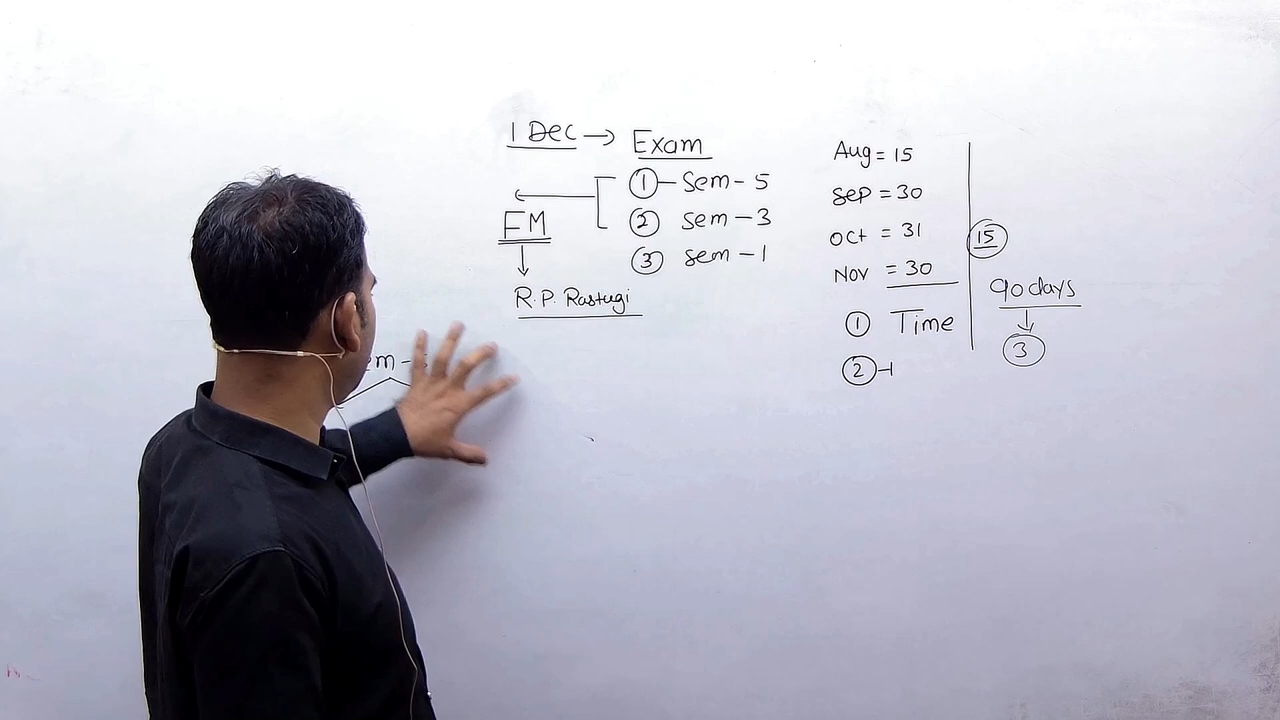 1 Dec → Exam
① – Sem - 5
② Sem - 3
③ Sem - 1
FM
R.P. Rastugi
Aug = 15
Sep = 30
Oct = 31
Nov = 30
① Time
②
15
90 days
③